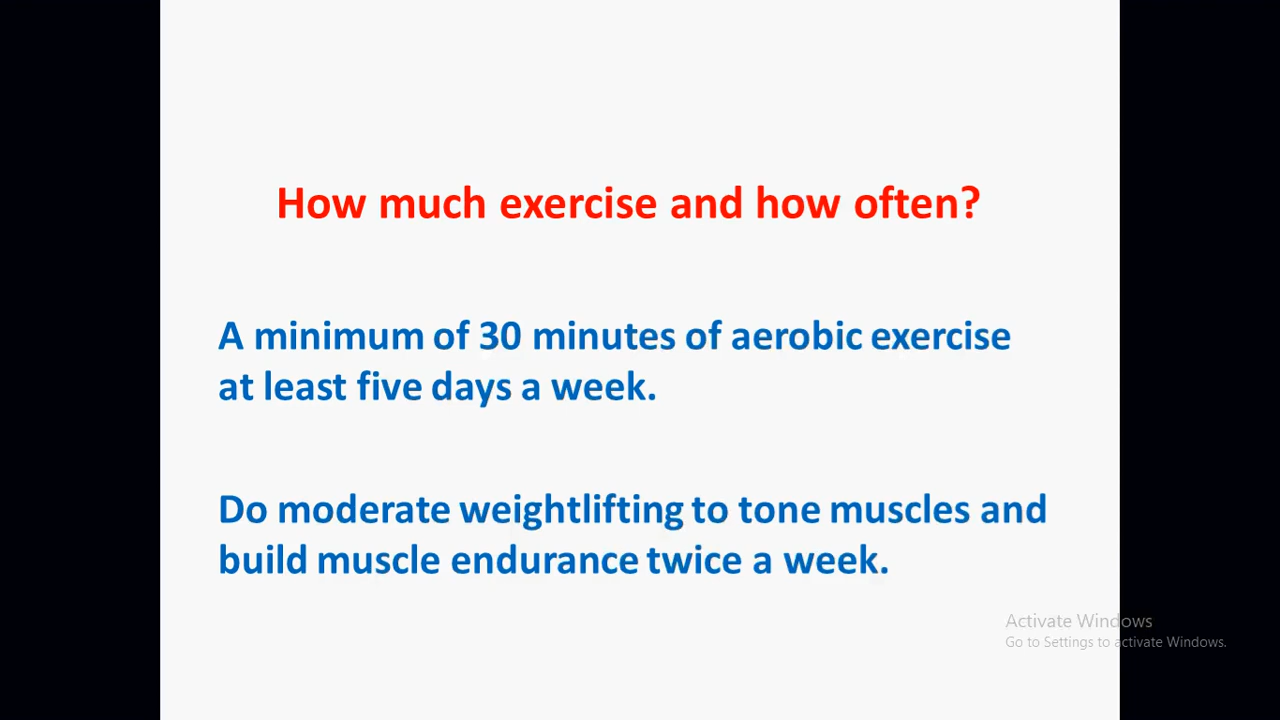 How much exercise and how often?
A minimum of 30 minutes of aerobic exercise
at least five days a week.
Do moderate weightlifting to tone muscles and
build muscle endurance twice a week.
Activate Windows
Go to Settings to activate Windows.